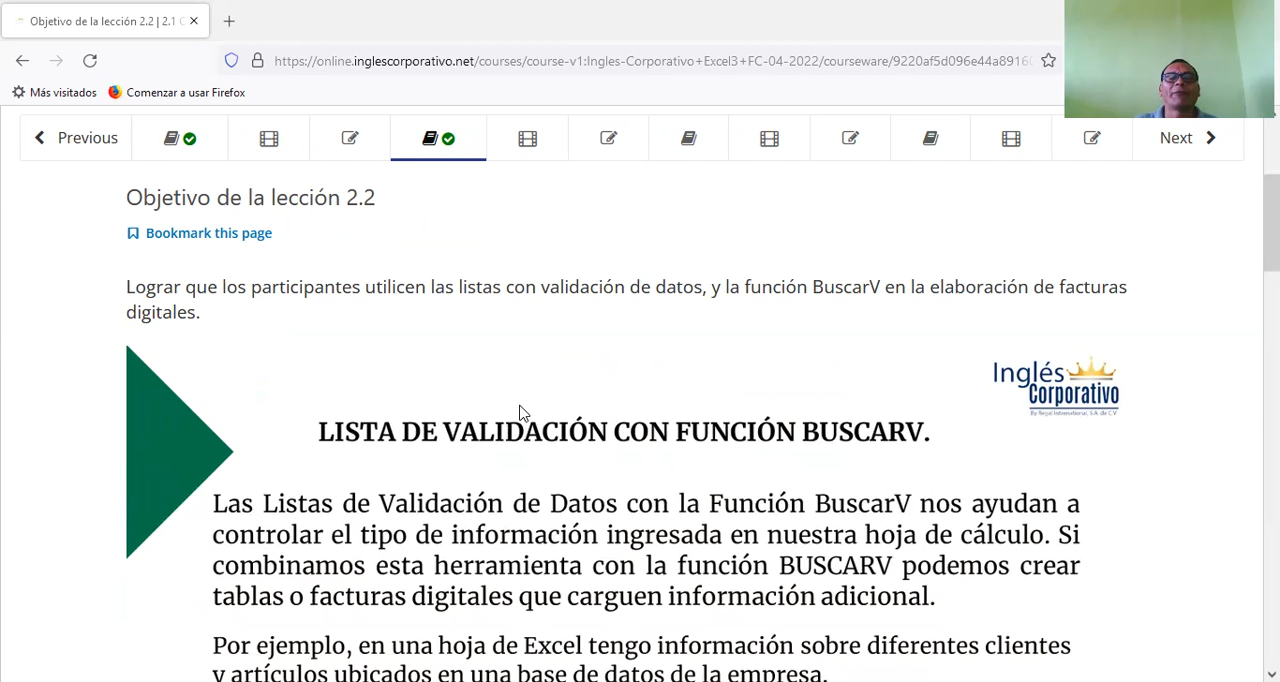 Objetivo de la lección 2.2 | 2.1 C
https://online.inglescorporativo.net/courses/course-v1:Ingles-Corporativo+Excel3+FC-04-2022/courseware/9220af5d096e44a89160
Más visitados
Comenzar a usar Firefox
Previous
Next
Objetivo de la lección 2.2
Bookmark this page
Lograr que los participantes utilicen las listas con validación de datos, y la función BuscarV en la elaboración de facturas
digitales.
Inglés
Corporativo
By Regal International, S.A. de C.V.
LISTA DE VALIDACIÓN CON FUNCIÓN BUSCARV.
Las Listas de Validación de Datos con la Función BuscarV nos ayudan a
controlar el tipo de información ingresada en nuestra hoja de cálculo. Si
combinamos esta herramienta con la función BUSCARV podemos crear
tablas o facturas digitales que carguen información adicional.
Por ejemplo, en una hoja de Excel tengo información sobre diferentes clientes
y artículos ubicados en una base de datos de la empresa.